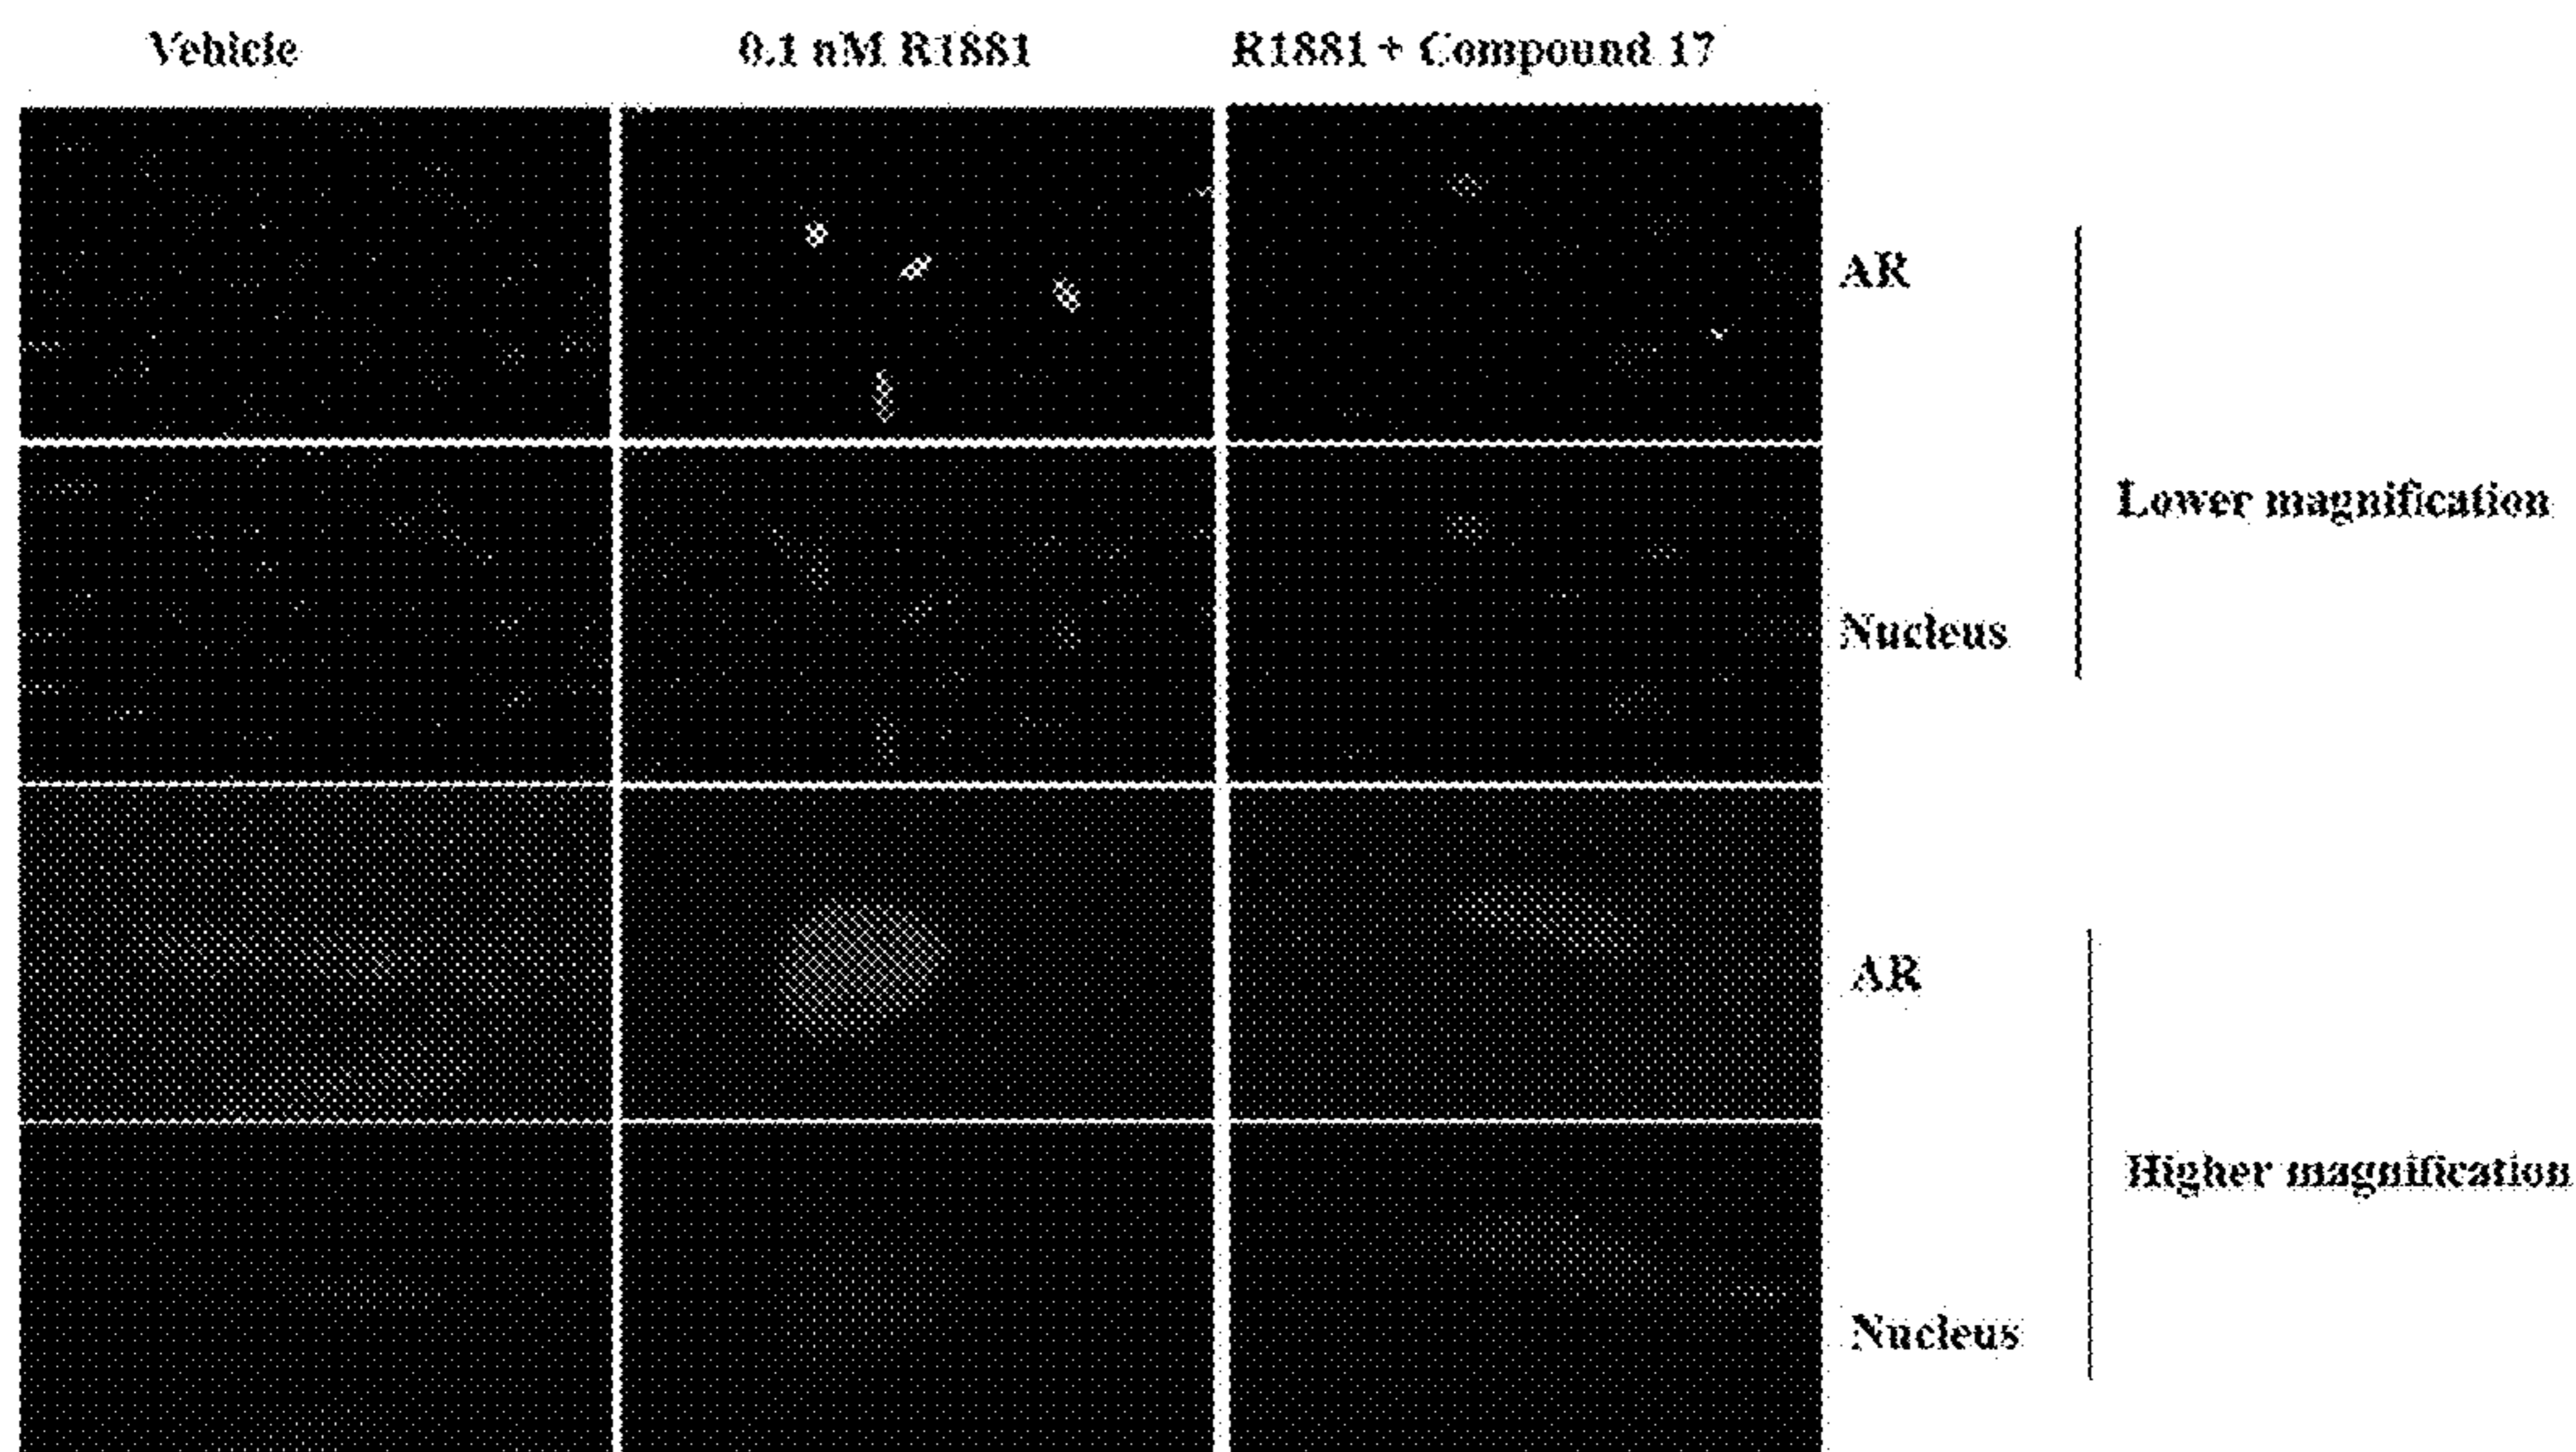 Vehicle
0.1 nM R1881
R1881 + Compound 17
AR
Lower magnification
Nucleus
AR
Higher magnification
Nucleus